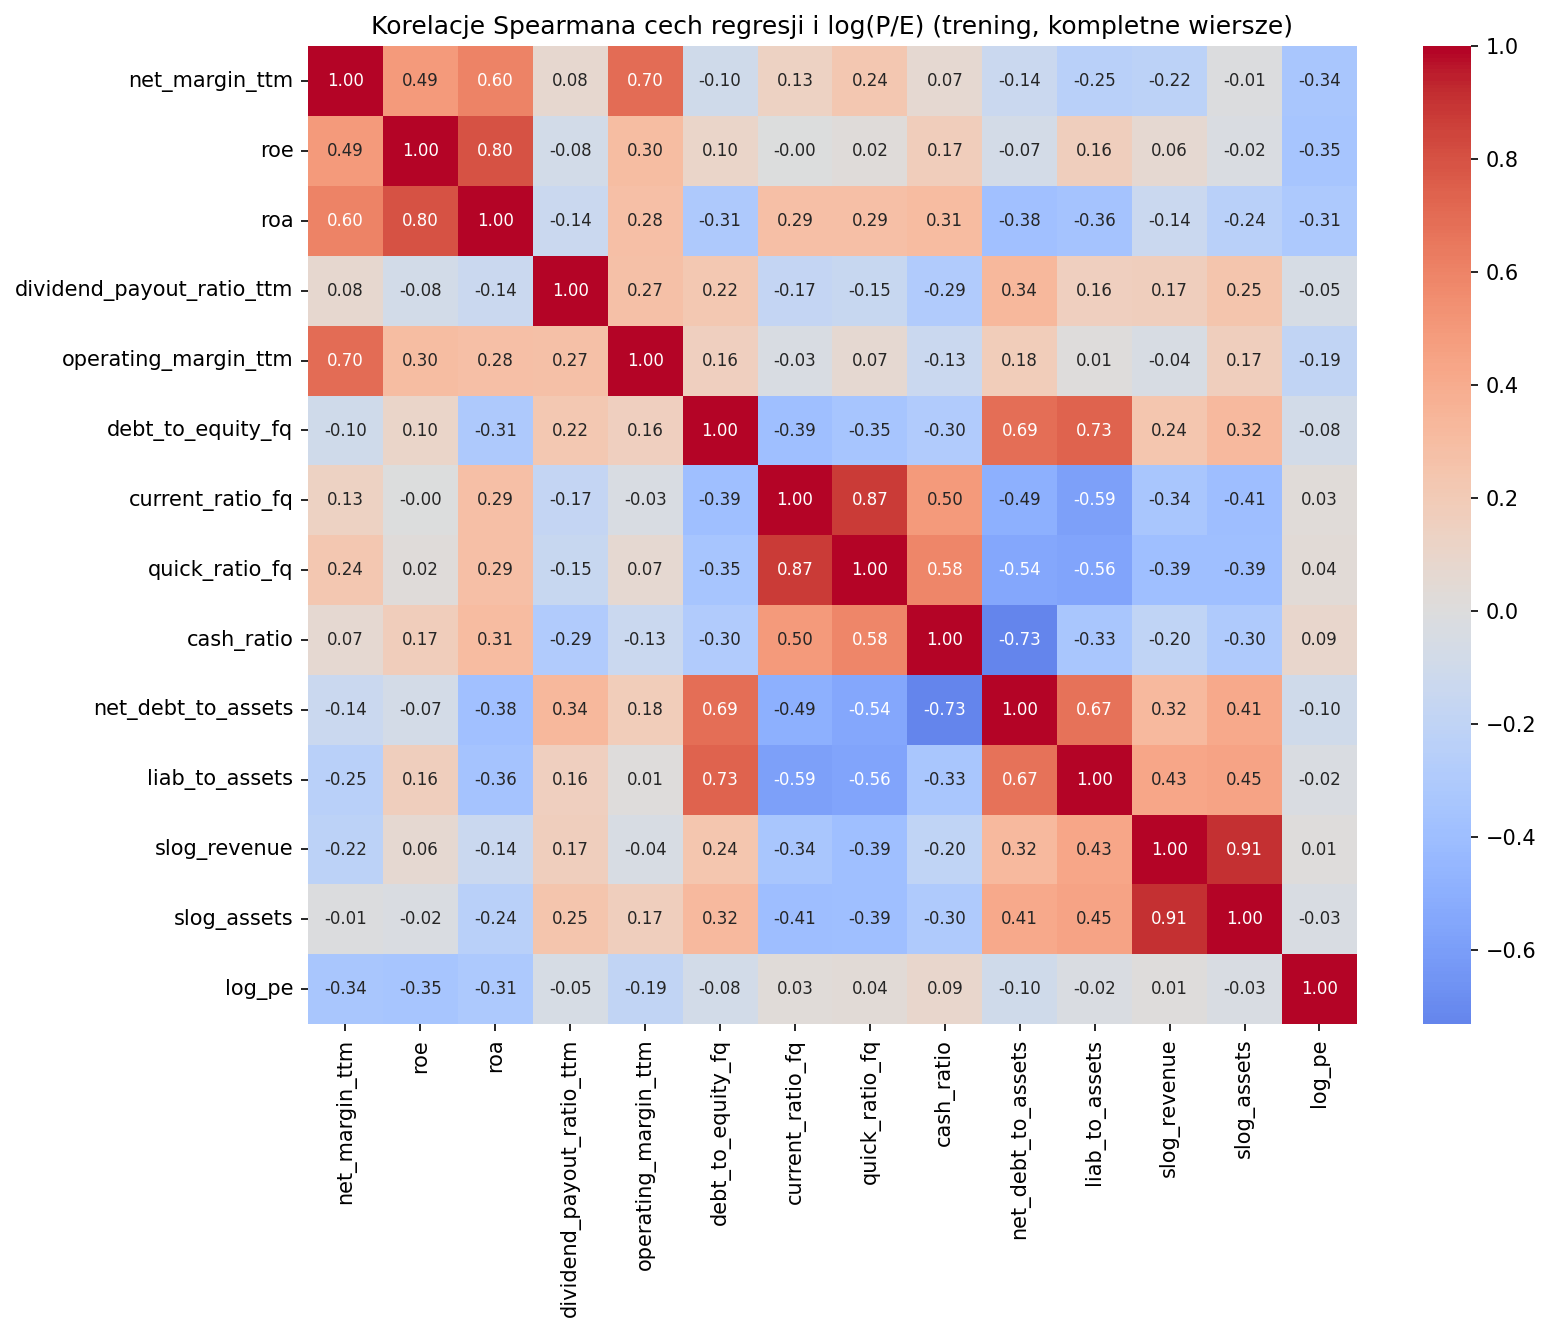 Korelacje Spearmana cech regresji i log(P/E) (trening, kompletne wiersze)
net_margin_ttm 1.00 0.49 0.60 0.08 0.70 -0.10 0.13 0.24 0.07 -0.14 -0.25 -0.22 -0.01 -0.34
roe 0.49 1.00 0.80 -0.08 0.30 0.10 -0.00 0.02 0.17 -0.07 0.16 0.06 -0.02 -0.35
roa 0.60 0.80 1.00 -0.14 0.28 -0.31 0.29 0.29 0.31 -0.38 -0.36 -0.14 -0.24 -0.31
dividend_payout_ratio_ttm 0.08 -0.08 -0.14 1.00 0.27 0.22 -0.17 -0.15 -0.29 0.34 0.16 0.17 0.25 -0.05
operating_margin_ttm 0.70 0.30 0.28 0.27 1.00 0.16 -0.03 0.07 -0.13 0.18 0.01 -0.04 0.17 -0.19
debt_to_equity_fq -0.10 0.10 -0.31 0.22 0.16 1.00 -0.39 -0.35 -0.30 0.69 0.73 0.24 0.32 -0.08
current_ratio_fq 0.13 -0.00 0.29 -0.17 -0.03 -0.39 1.00 0.87 0.50 -0.49 -0.59 -0.34 -0.41 0.03
quick_ratio_fq 0.24 0.02 0.29 -0.15 0.07 -0.35 0.87 1.00 0.58 -0.54 -0.56 -0.39 -0.39 0.04
cash_ratio 0.07 0.17 0.31 -0.29 -0.13 -0.30 0.50 0.58 1.00 -0.73 -0.33 -0.20 -0.30 0.09
net_debt_to_assets -0.14 -0.07 -0.38 0.34 0.18 0.69 -0.49 -0.54 -0.73 1.00 0.67 0.32 0.41 -0.10
liab_to_assets -0.25 0.16 -0.36 0.16 0.01 0.73 -0.59 -0.56 -0.33 0.67 1.00 0.43 0.45 -0.02
slog_revenue -0.22 0.06 -0.14 0.17 -0.04 0.24 -0.34 -0.39 -0.20 0.32 0.43 1.00 0.91 0.01
slog_assets -0.01 -0.02 -0.24 0.25 0.17 0.32 -0.41 -0.39 -0.30 0.41 0.45 0.91 1.00 -0.03
log_pe -0.34 -0.35 -0.31 -0.05 -0.19 -0.08 0.03 0.04 0.09 -0.10 -0.02 0.01 -0.03 1.00
net_margin_ttm
roe
roa
dividend_payout_ratio_ttm
operating_margin_ttm
debt_to_equity_fq
current_ratio_fq
quick_ratio_fq
cash_ratio
net_debt_to_assets
liab_to_assets
slog_revenue
slog_assets
log_pe
1.0
0.8
0.6
0.4
0.2
0.0
−0.2
−0.4
−0.6